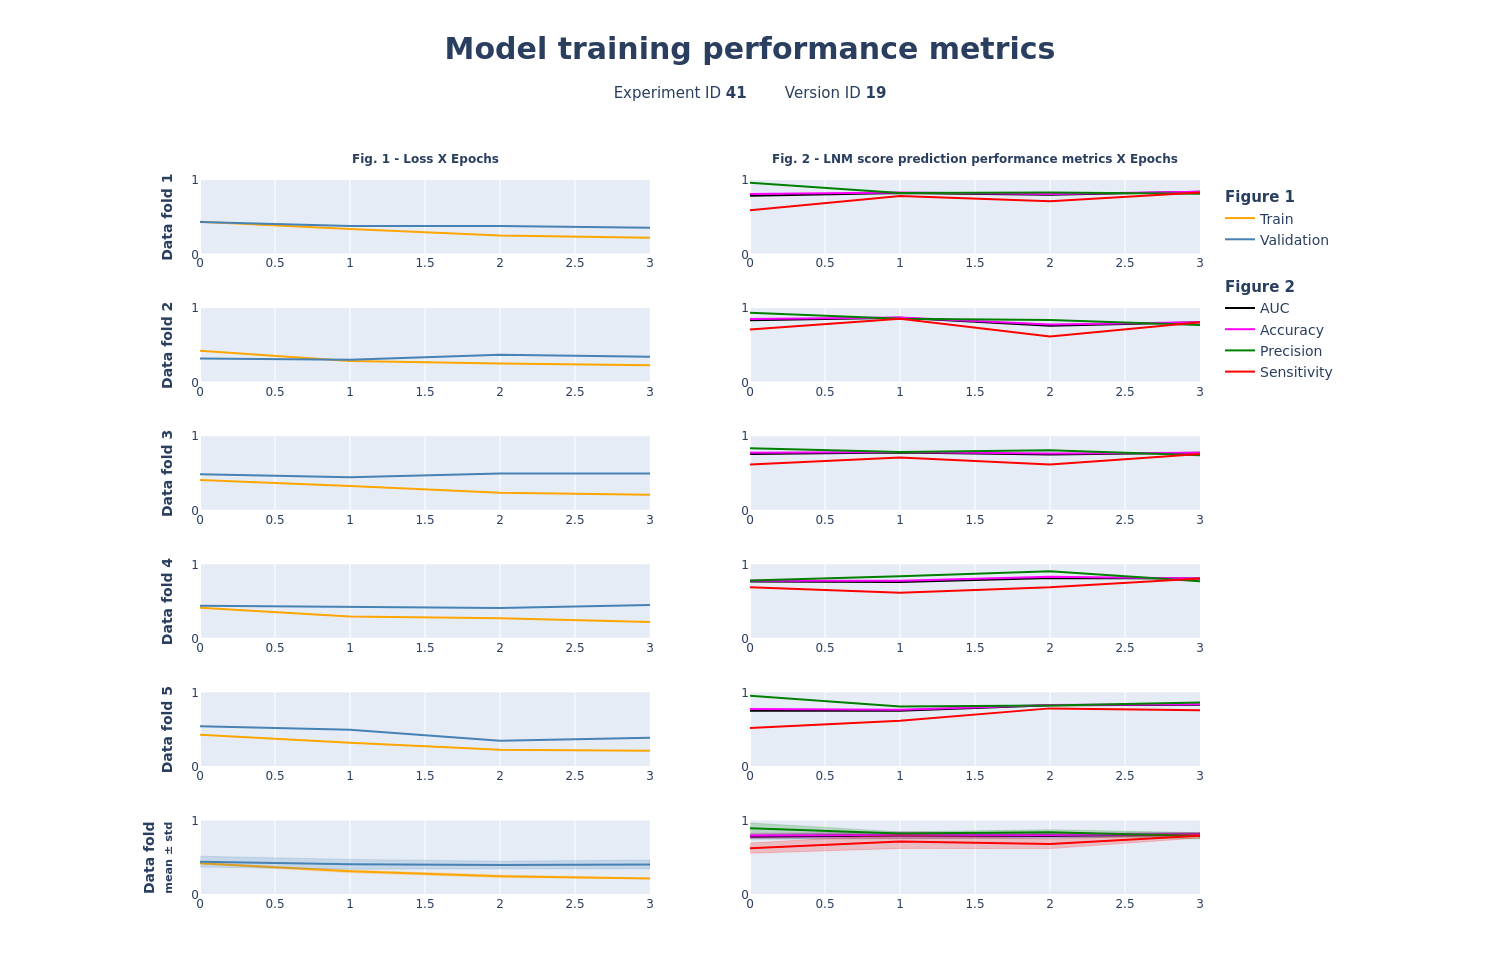 Model training performance metrics
Experiment ID 41 Version ID 19
Fig. 1 - Loss X Epochs
Fig. 2 - LNM score prediction performance metrics X Epochs
Data fold 1
1
0
0 0.5 1 1.5 2 2.5 3
1
0
0 0.5 1 1.5 2 2.5 3
Figure 1
Train
Validation
Figure 2
AUC
Accuracy
Precision
Sensitivity
Data fold 2
1
0
0 0.5 1 1.5 2 2.5 3
1
0
0 0.5 1 1.5 2 2.5 3
Data fold 3
1
0
0 0.5 1 1.5 2 2.5 3
1
0
0 0.5 1 1.5 2 2.5 3
Data fold 4
1
0
0 0.5 1 1.5 2 2.5 3
1
0
0 0.5 1 1.5 2 2.5 3
Data fold 5
1
0
0 0.5 1 1.5 2 2.5 3
1
0
0 0.5 1 1.5 2 2.5 3
Data fold
mean ± std
1
0
0 0.5 1 1.5 2 2.5 3
1
0
0 0.5 1 1.5 2 2.5 3